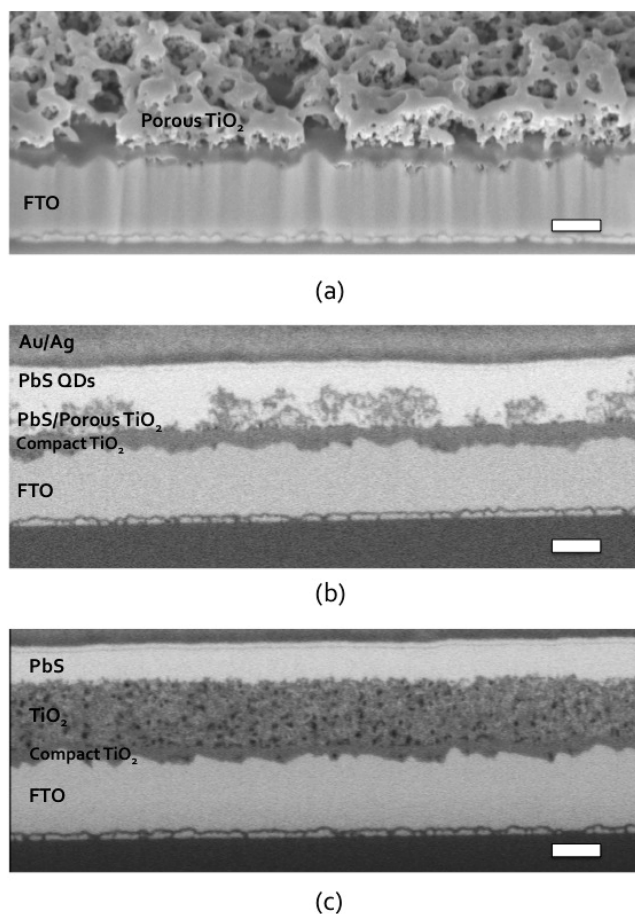 Porous TiO₂
FTO
(a)
Au/Ag
PbS QDs
PbS/Porous TiO₂
Compact TiO₂
FTO
(b)
PbS
TiO₂
Compact TiO₂
FTO
(c)